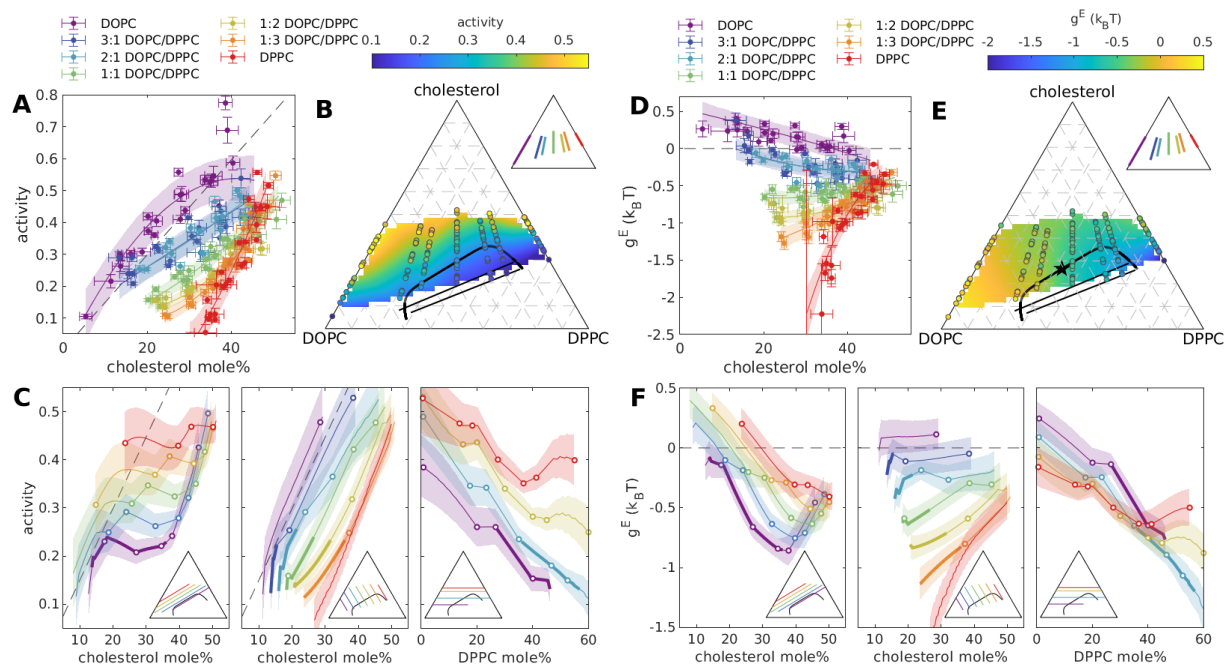 DOPC
3:1 DOPC/DPPC
2:1 DOPC/DPPC
1:1 DOPC/DPPC
1:2 DOPC/DPPC
1:3 DOPC/DPPC
DPPC
activity
0.1 0.2 0.3 0.4 0.5
A
0.8
0.7
0.6
0.5
0.4
0.3
0.2
0.1
activity
0 20 40
cholesterol mole%
B
cholesterol
DOPC
DPPC
C
0.5
0.4
0.3
0.2
0.1
activity
10 20 30 40 50
cholesterol mole%
10 20 30 40 50
cholesterol mole%
0 20 40 60
DPPC mole%
DOPC
3:1 DOPC/DPPC
2:1 DOPC/DPPC
1:1 DOPC/DPPC
1:2 DOPC/DPPC
1:3 DOPC/DPPC
DPPC
g^E (k_BT)
-2 -1.5 -1 -0.5 0 0.5
D
0.5
0
-0.5
-1
-1.5
-2
-2.5
g^E (k_BT)
0 20 40
cholesterol mole%
E
cholesterol
DOPC
DPPC
F
0.5
0
-0.5
-1
-1.5
g^E (k_BT)
10 20 30 40 50
cholesterol mole%
10 20 30 40 50
cholesterol mole%
0 20 40 60
DPPC mole%